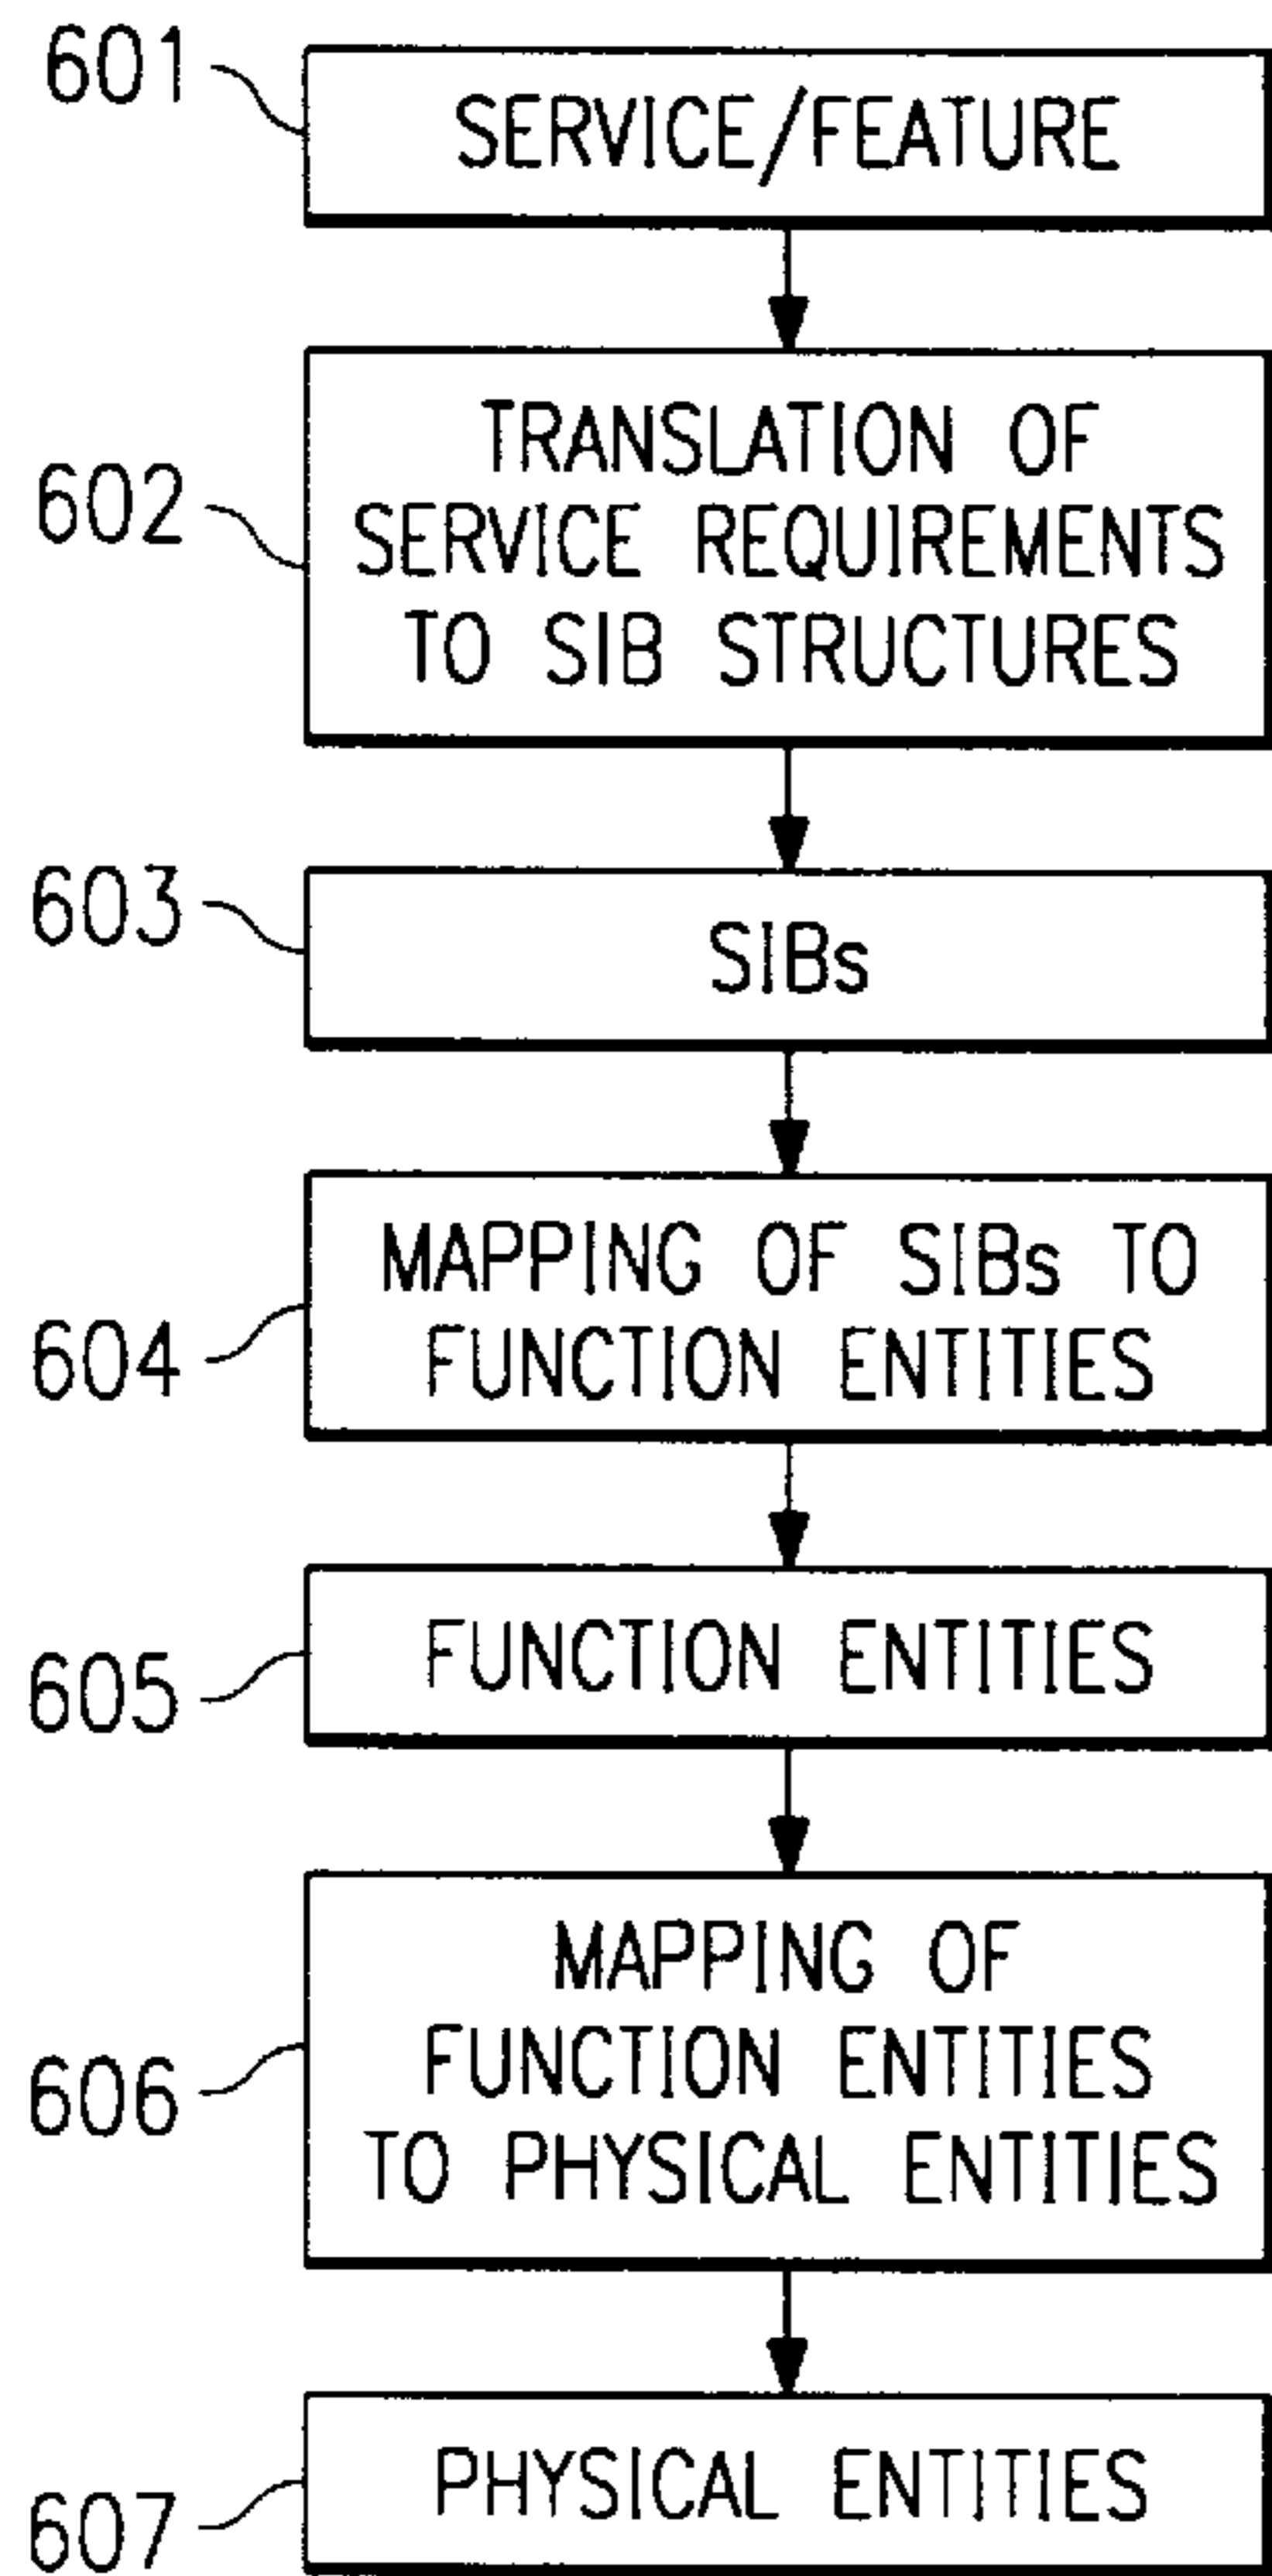 601
SERVICE/FEATURE
TRANSLATION OF
602
SERVICE REQUIREMENTS
TO SIB STRUCTURES
603
SIBs
MAPPING OF SIBs TO
604
FUNCTION ENTITIES
FUNCTION ENTITIES
605
MAPPING OF
FUNCTION ENTITIES
606
TO PHYSICAL ENTITIES
PHYSICAL ENTITIES
607